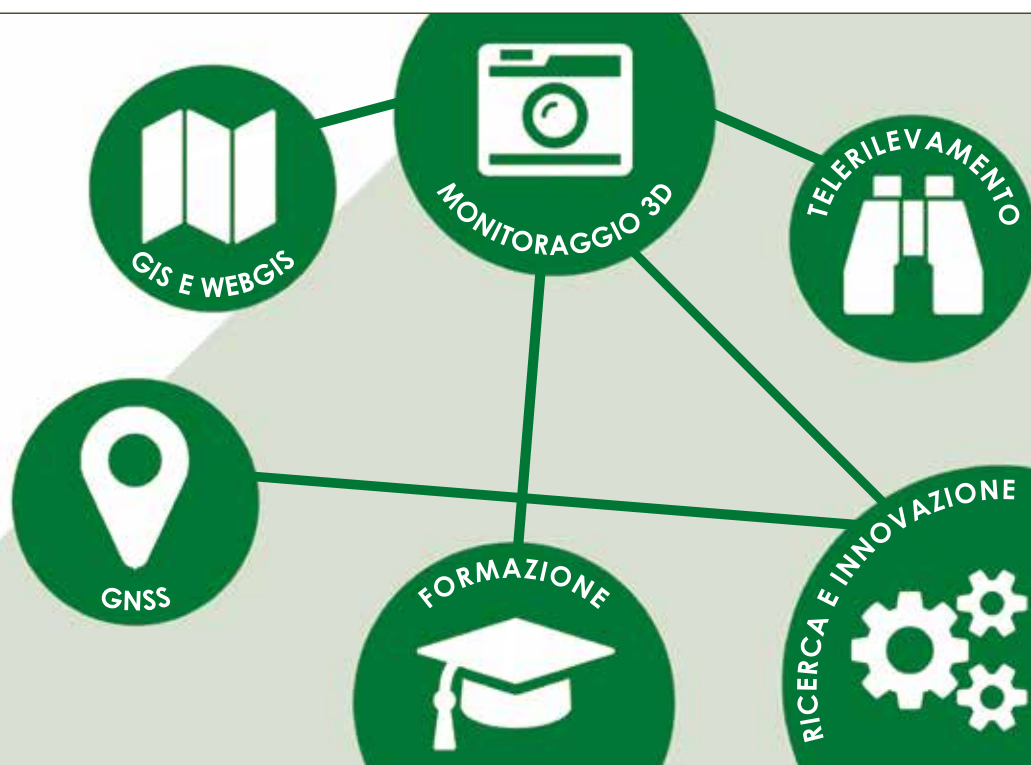 MONITORAGGIO 3D
TELERILEVAMENTO
GIS E WEBGIS
GNSS
FORMAZIONE
RICERCA E INNOVAZIONE